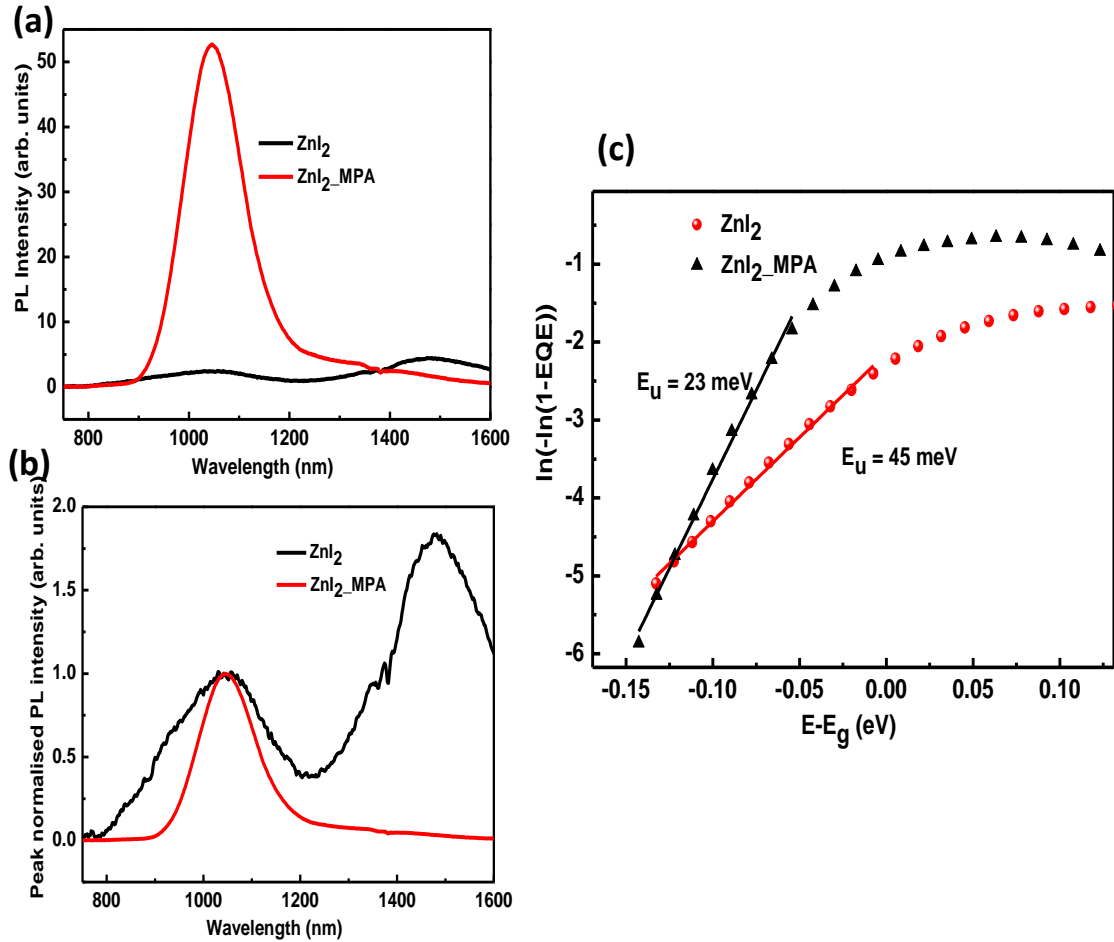 (a)
50
40
30
20
10
0
PL Intensity (arb. units)
ZnI2
ZnI2_MPA
800 1000 1200 1400 1600
Wavelength (nm)
(b)
2.0
1.5
1.0
0.5
0.0
Peak normalised PL intensity (arb. units)
ZnI2
ZnI2_MPA
800 1000 1200 1400 1600
Wavelength (nm)
(c)
ZnI2
ZnI2_MPA
-1
-2
-3
-4
-5
-6
ln(-ln(1-EQE))
Eu = 23 meV
Eu = 45 meV
-0.15 -0.10 -0.05 0.00 0.05 0.10
E-Eg (eV)